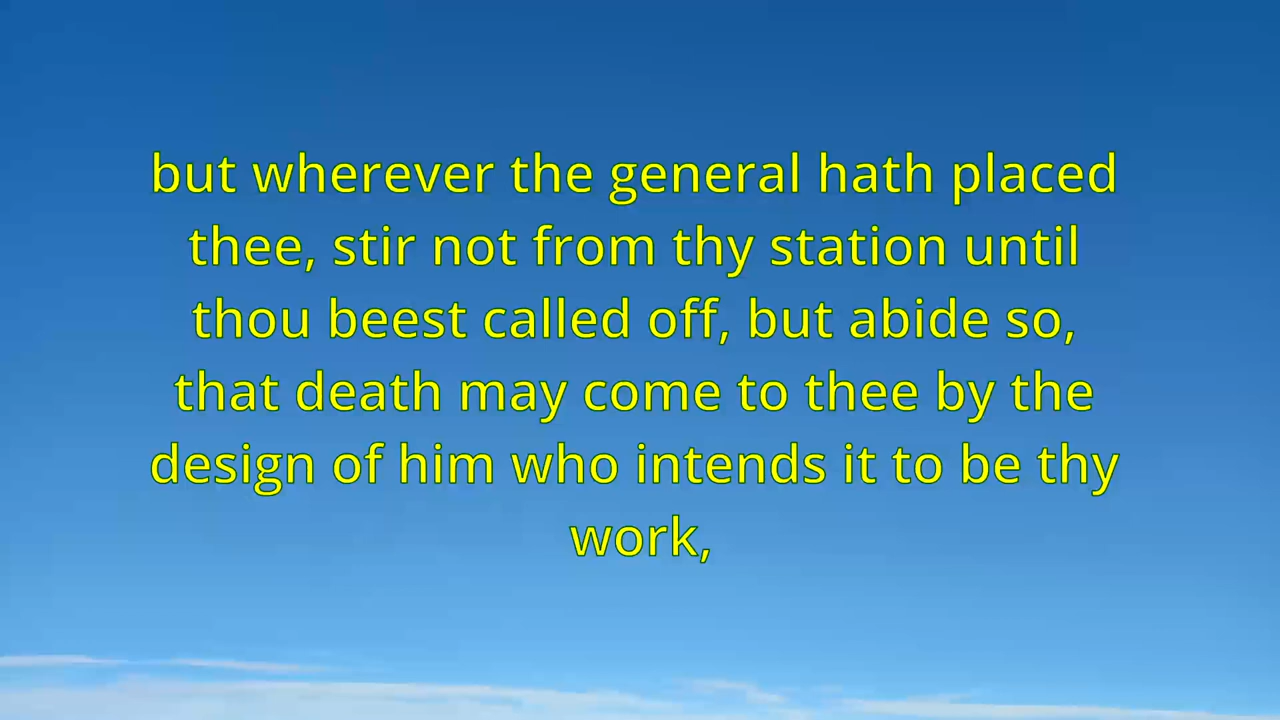 but wherever the general hath placed
thee, stir not from thy station until
thou beest called off, but abide so,
that death may come to thee by the
design of him who intends it to be thy
work,